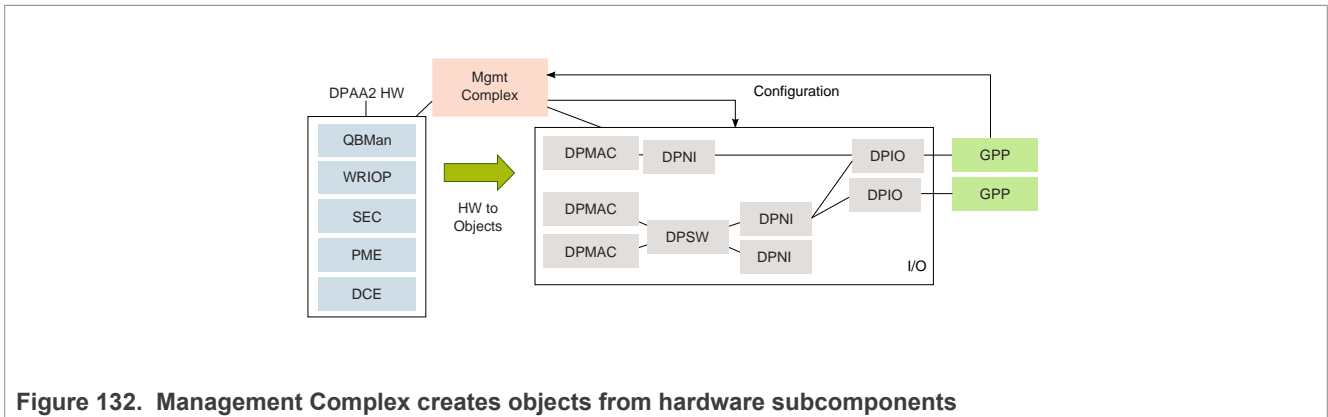 Mgmt
Complex
DPAA2 HW
Configuration
QBMan
WRIOP
SEC
PME
DCE
HW to
Objects
DPMAC
DPNI
DPIO
GPP
DPIO
GPP
DPMAC
DPSW
DPNI
DPMAC
DPNI
I/O
Figure 132. Management Complex creates objects from hardware subcomponents